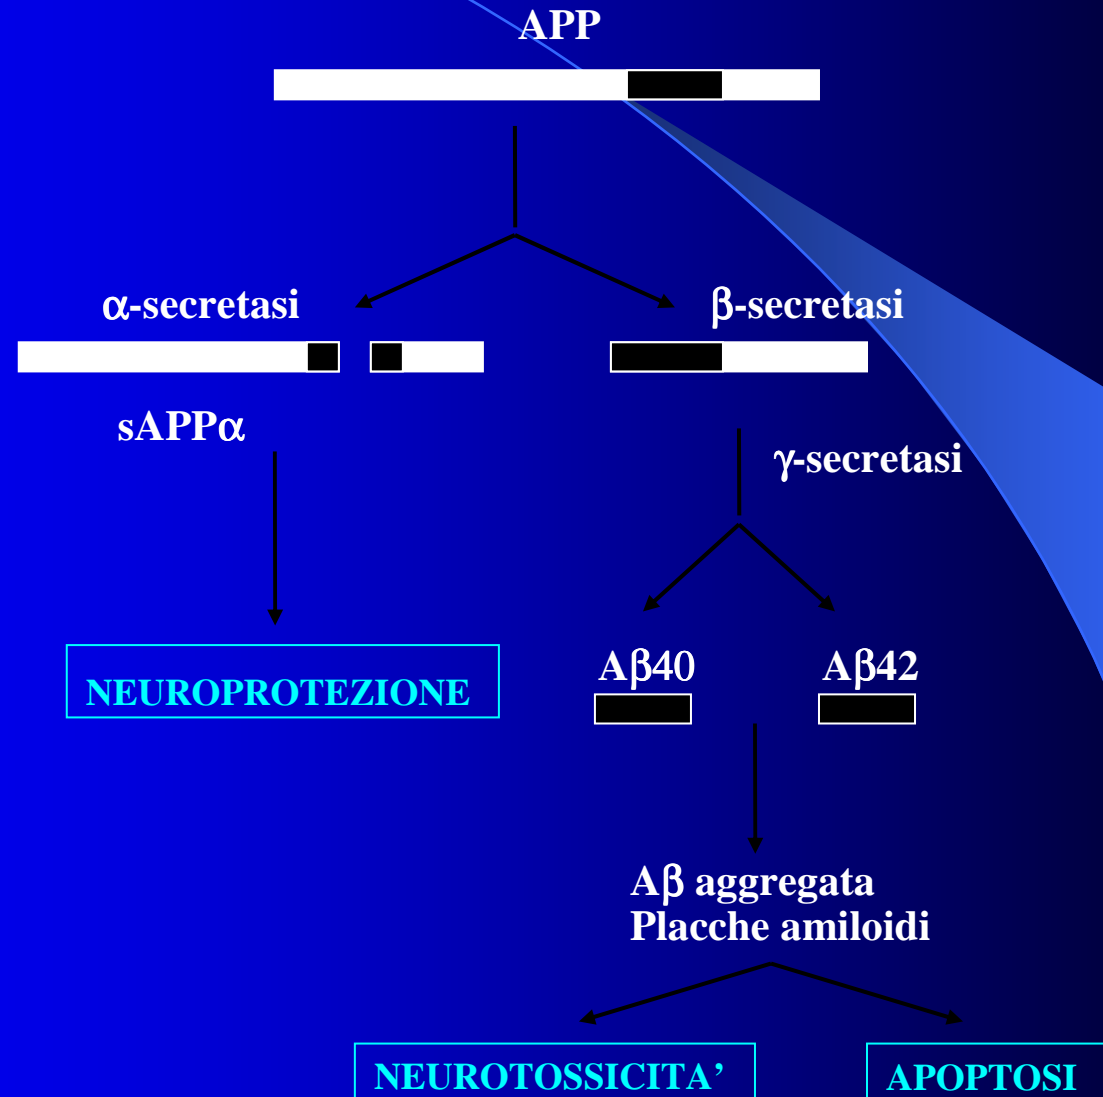 APP
α-secretasi
β-secretasi
sAPPα
γ-secretasi
NEUROPROTEZIONE
Aβ40
Aβ42
Aβ aggregata
Placche amiloidi
NEUROTOSSICITA’
APOPTOSI